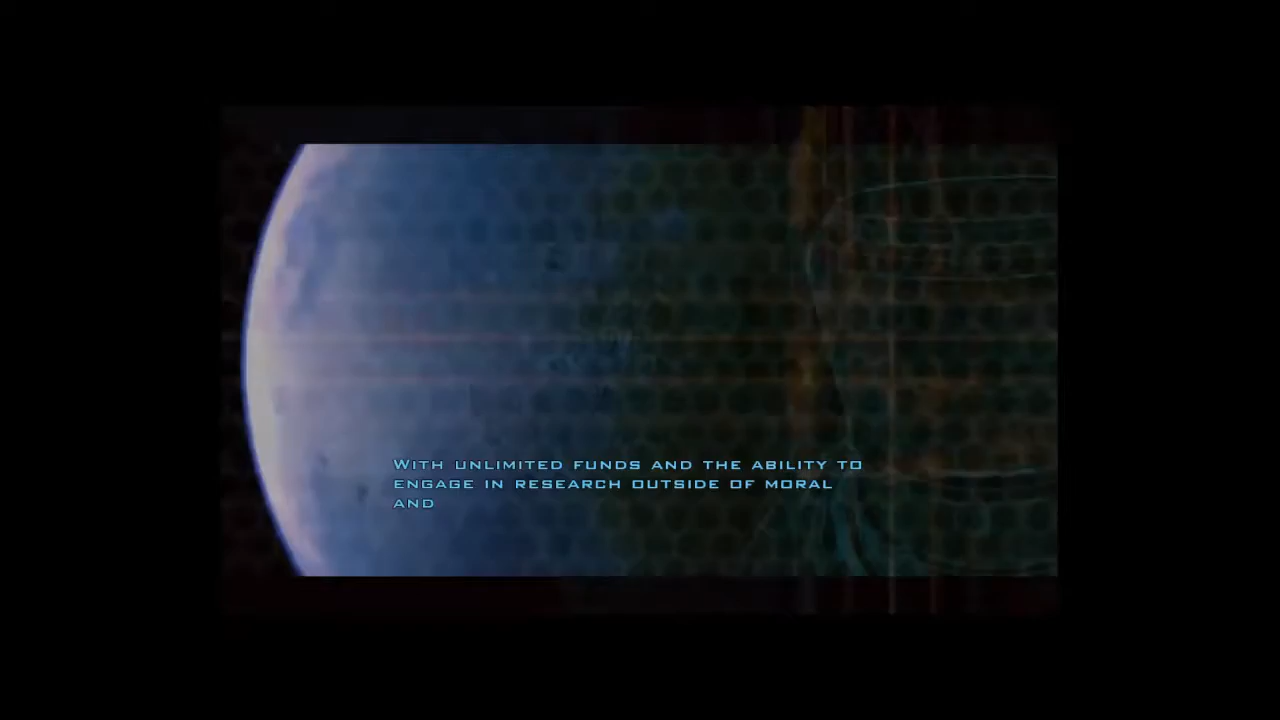 WITH UNLIMITED FUNDS AND THE ABILITY TO
ENGAGE IN RESEARCH OUTSIDE OF MORAL
AND